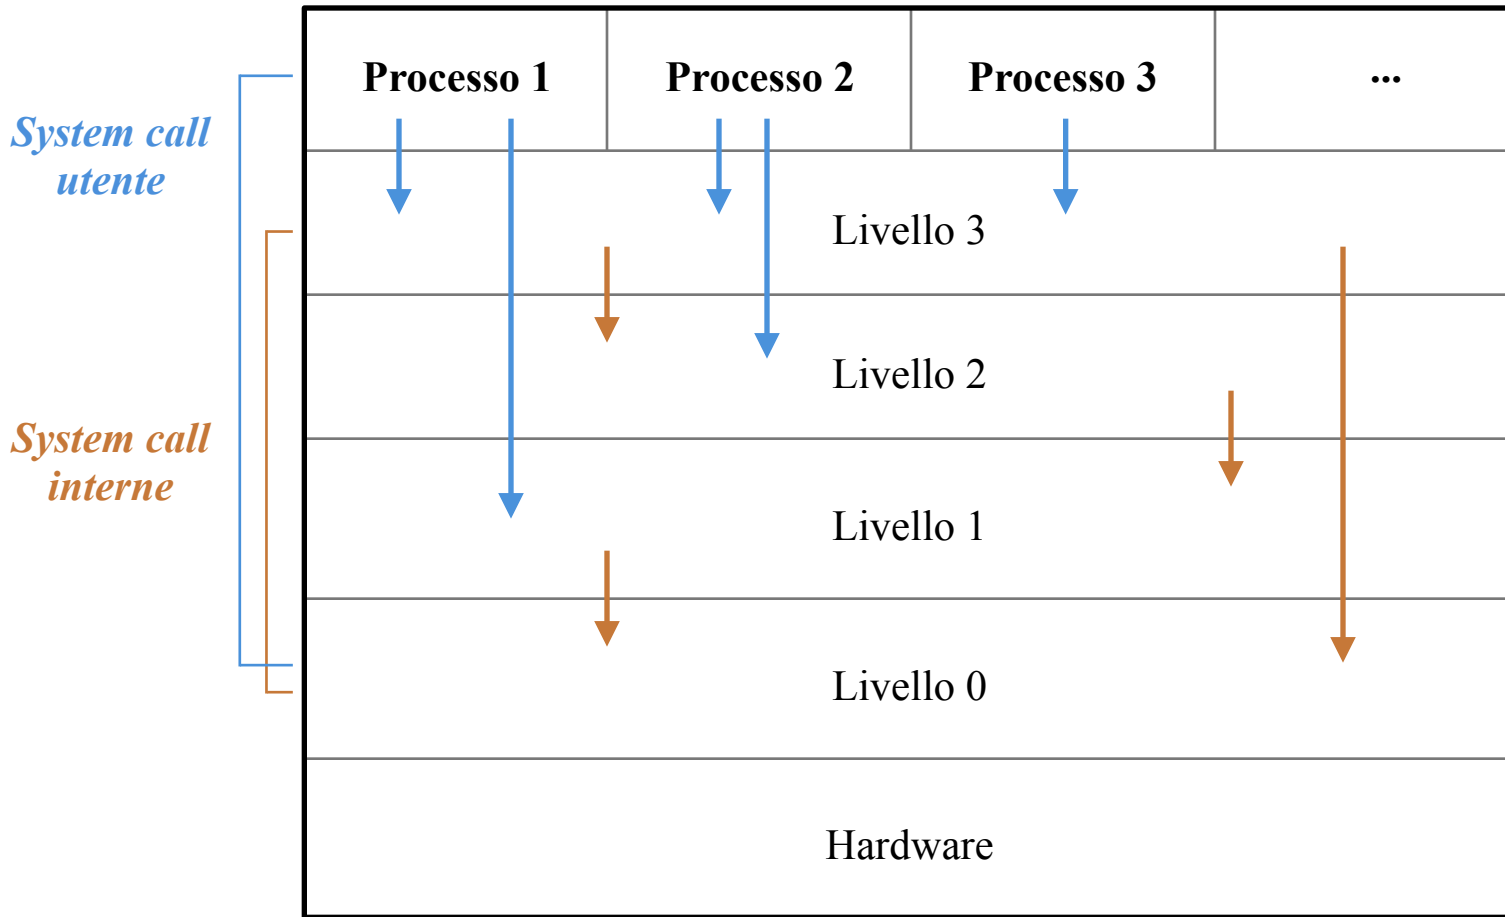 Processo 1
Processo 2
Processo 3
...
System call
utente
Livello 3
Livello 2
System call
interne
Livello 1
Livello 0
Hardware